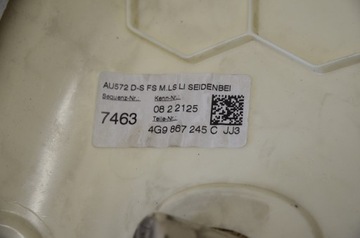 AU572 D-S FS M.LS LI SEIDENBEI
Sequenz-Nr.: Kenn-Nr.:
7463 08 2 2125
Teile-Nr.:
4G9 867 245 C JJ3